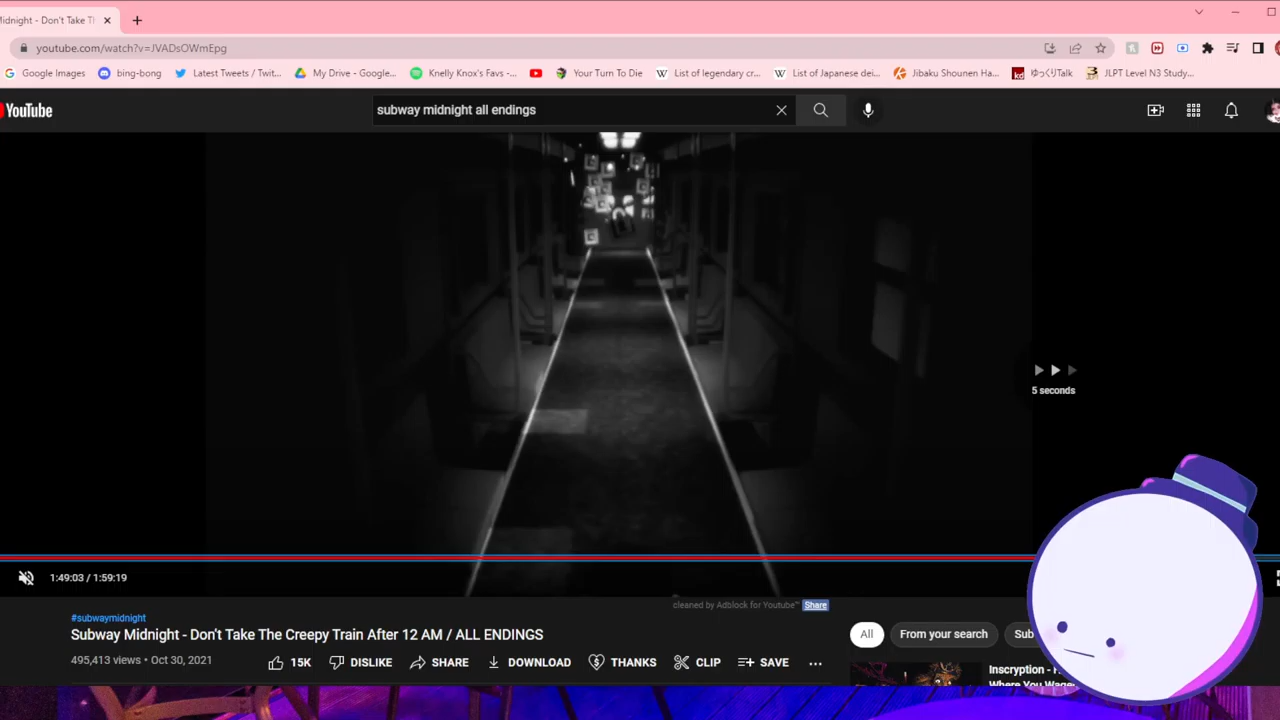 Midnight - Don't Take Th
youtube.com/watch?v=JVADsOWmEpg
Google Images
bing-bong
Latest Tweets / Twit...
My Drive - Google...
Knelly Knox's Favs -...
Your Turn To Die
List of legendary cr...
List of Japanese dei...
Jibaku Shounen Ha...
ゆっくりTalk
JLPT Level N3 Study...
YouTube
subway midnight all endings
5 seconds
1:49:03 / 1:59:19
cleaned by Adblock for Youtube™ Share
#subwaymidnight
Subway Midnight - Don't Take The Creepy Train After 12 AM / ALL ENDINGS
495,413 views • Oct 30, 2021
15K
DISLIKE
SHARE
DOWNLOAD
THANKS
CLIP
SAVE
All
From your search
Sub
Inscryption -
Where You Wage